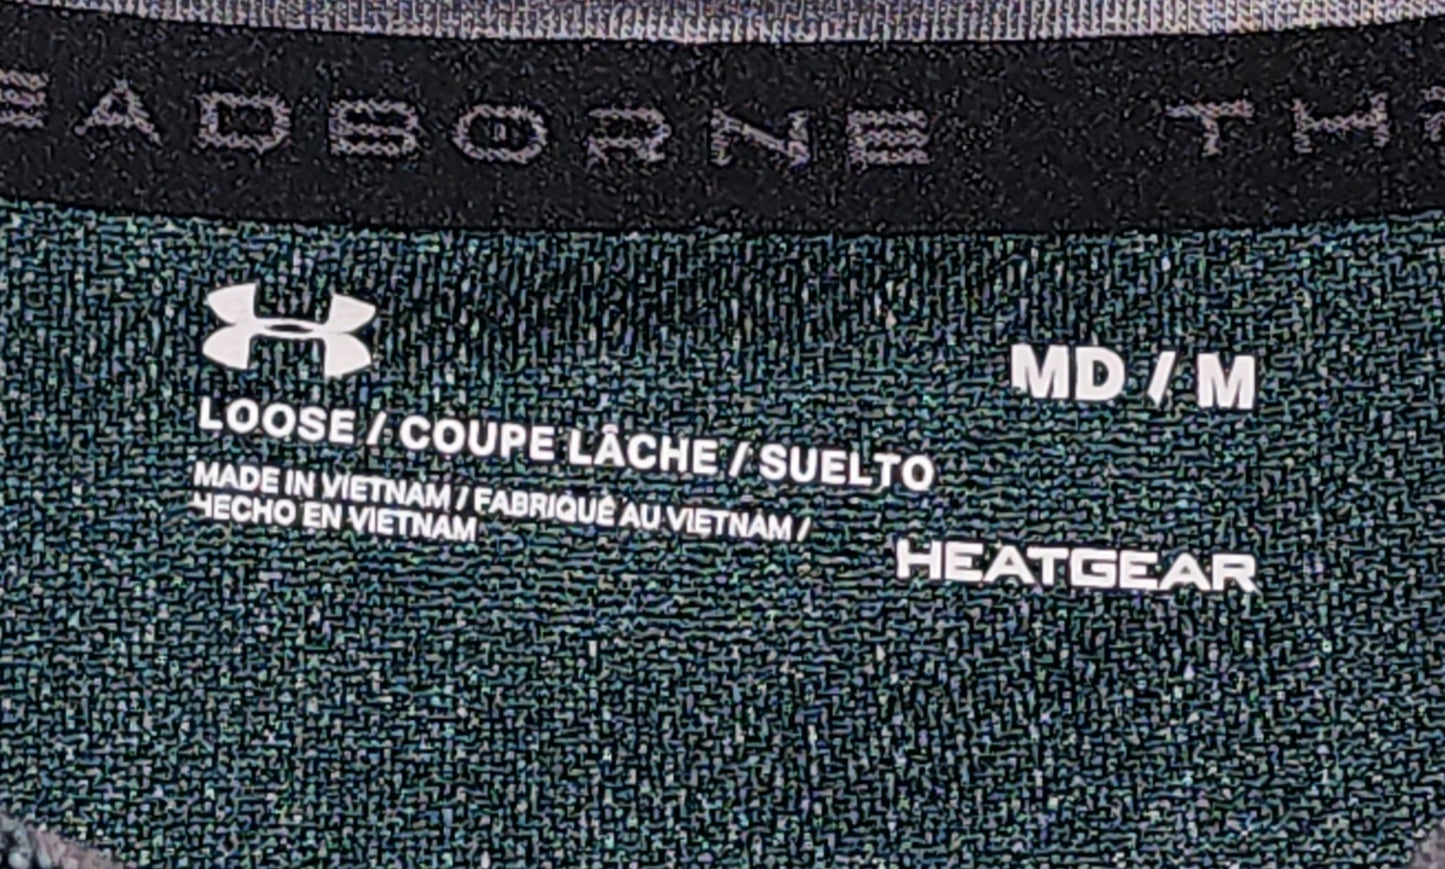 EADBORNE TH
MD / M
LOOSE / COUPE LÂCHE / SUELTO
MADE IN VIETNAM / FABRIQUÉ AU VIETNAM /
HECHO EN VIETNAM
HEATGEAR